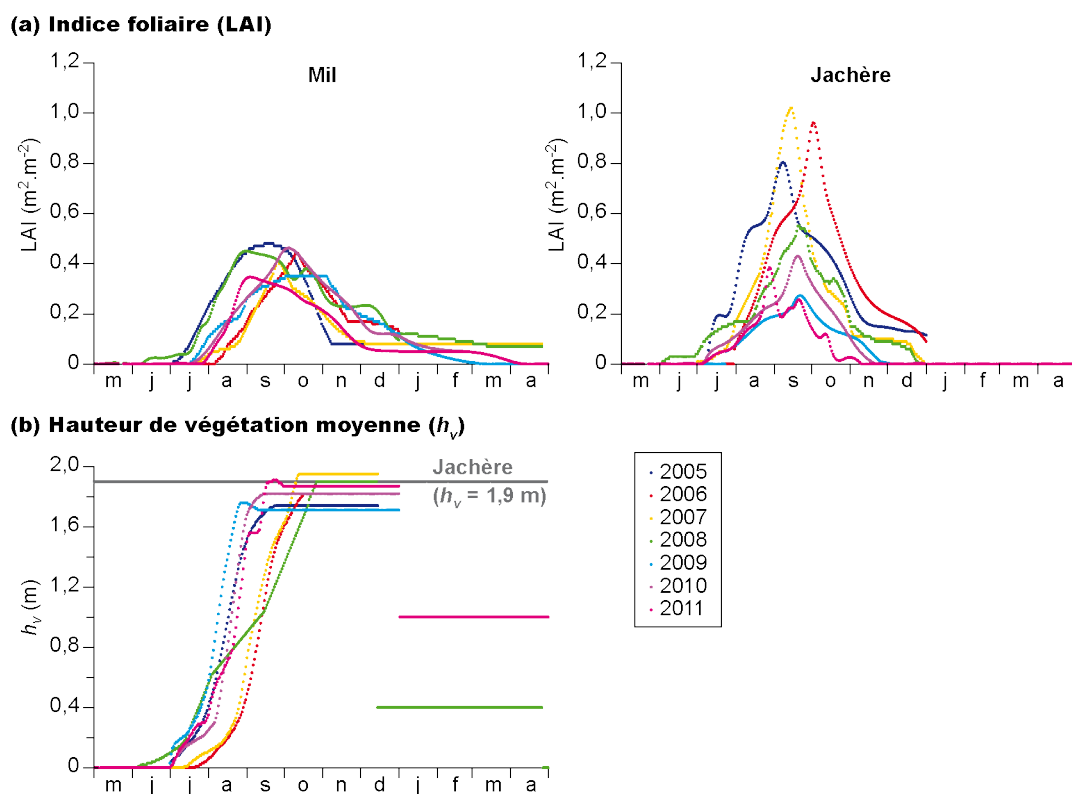 (a) Indice foliaire (LAI)
Mil
LAI (m².m⁻²)
1,2
1,0
0,8
0,6
0,4
0,2
0
m j j a s o n d j f m a
Jachère
LAI (m².m⁻²)
1,2
1,0
0,8
0,6
0,4
0,2
0
m j j a s o n d j f m a
(b) Hauteur de végétation moyenne (hv)
Jachère
(hv = 1,9 m)
hv (m)
2,0
1,6
1,2
0,8
0,4
0
m j j a s o n d j f m a
2005
2006
2007
2008
2009
2010
2011